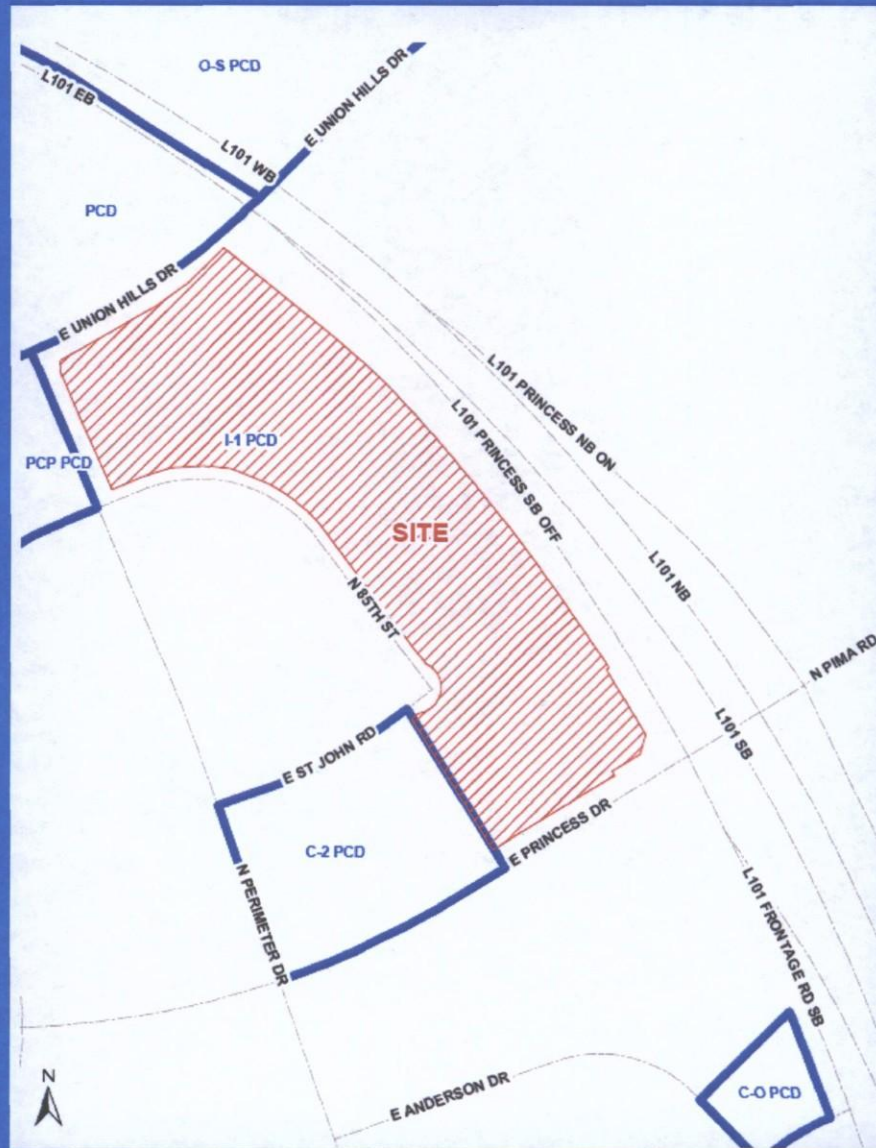 O-S PCD
E UNION HILLS DR
L101 EB
L101 WB
PCD
E UNION HILLS DR
L101 PRINCESS NB ON
L101 PRINCESS SB OFF
I-1 PCD
PCP PCD
SITE
L101 NB
N 85TH ST
N PIMA RD
L101 SB
E ST JOHN RD
E PRINCESS DR
C-2 PCD
N PERIMETER DR
L101 FRONTAGE RD SB
N
E ANDERSON DR
C-O PCD